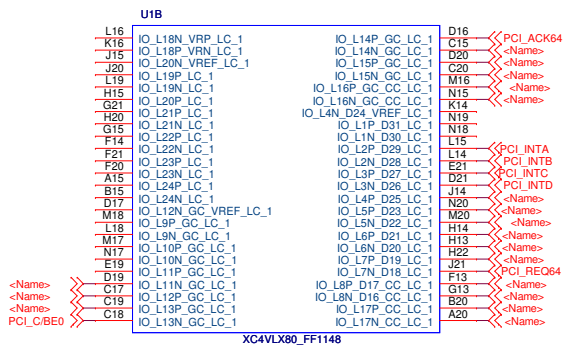 U1B
L16 IO_L18N_VRP_LC_1 IO_L14P_GC_LC_1 D16 PCI_ACK64
K16 IO_L18P_VRN_LC_1 IO_L14N_GC_LC_1 C15 <Name>
J15 IO_L20N_VREF_LC_1 IO_L15P_GC_LC_1 D20 <Name>
J20 IO_L19P_LC_1 IO_L15N_GC_LC_1 C20 <Name>
L19 IO_L19N_LC_1 IO_L16P_GC_CC_LC_1 M16 <Name>
H15 IO_L20P_LC_1 IO_L16N_GC_CC_LC_1 N15 <Name>
G21 IO_L21P_LC_1 IO_L4N_D24_VREF_LC_1 K14
H20 IO_L21N_LC_1 IO_L1P_D31_LC_1 N19
G15 IO_L22P_LC_1 IO_L1N_D30_LC_1 N18
F14 IO_L22N_LC_1 IO_L2P_D29_LC_1 L15 PCI_INTA
F21 IO_L23P_LC_1 IO_L2N_D28_LC_1 L14 PCI_INTB
F20 IO_L23N_LC_1 IO_L3P_D27_LC_1 E21 PCI_INTC
A15 IO_L24P_LC_1 IO_L3N_D26_LC_1 D21 PCI_INTD
B15 IO_L24N_LC_1 IO_L4P_D25_LC_1 J14 <Name>
D17 IO_L12N_GC_VREF_LC_1 IO_L5P_D23_LC_1 N20 <Name>
M18 IO_L9P_GC_LC_1 IO_L5N_D22_LC_1 M20 <Name>
L18 IO_L9N_GC_LC_1 IO_L6P_D21_LC_1 H14 <Name>
M17 IO_L10P_GC_LC_1 IO_L6N_D20_LC_1 H13 <Name>
N17 IO_L10N_GC_LC_1 IO_L7P_D19_LC_1 H22 <Name>
E19 IO_L11P_GC_LC_1 IO_L7N_D18_LC_1 J21 PCI_REQ64
<Name> D19 IO_L11N_GC_LC_1 IO_L8P_D17_CC_LC_1 F13 <Name>
<Name> C17 IO_L12P_GC_LC_1 IO_L8N_D16_CC_LC_1 G13 <Name>
<Name> C19 IO_L13P_GC_LC_1 IO_L17P_CC_LC_1 B20 <Name>
PCI_C/BE0 C18 IO_L13N_GC_LC_1 IO_L17N_CC_LC_1 A20 <Name>
XC4VLX80_FF1148